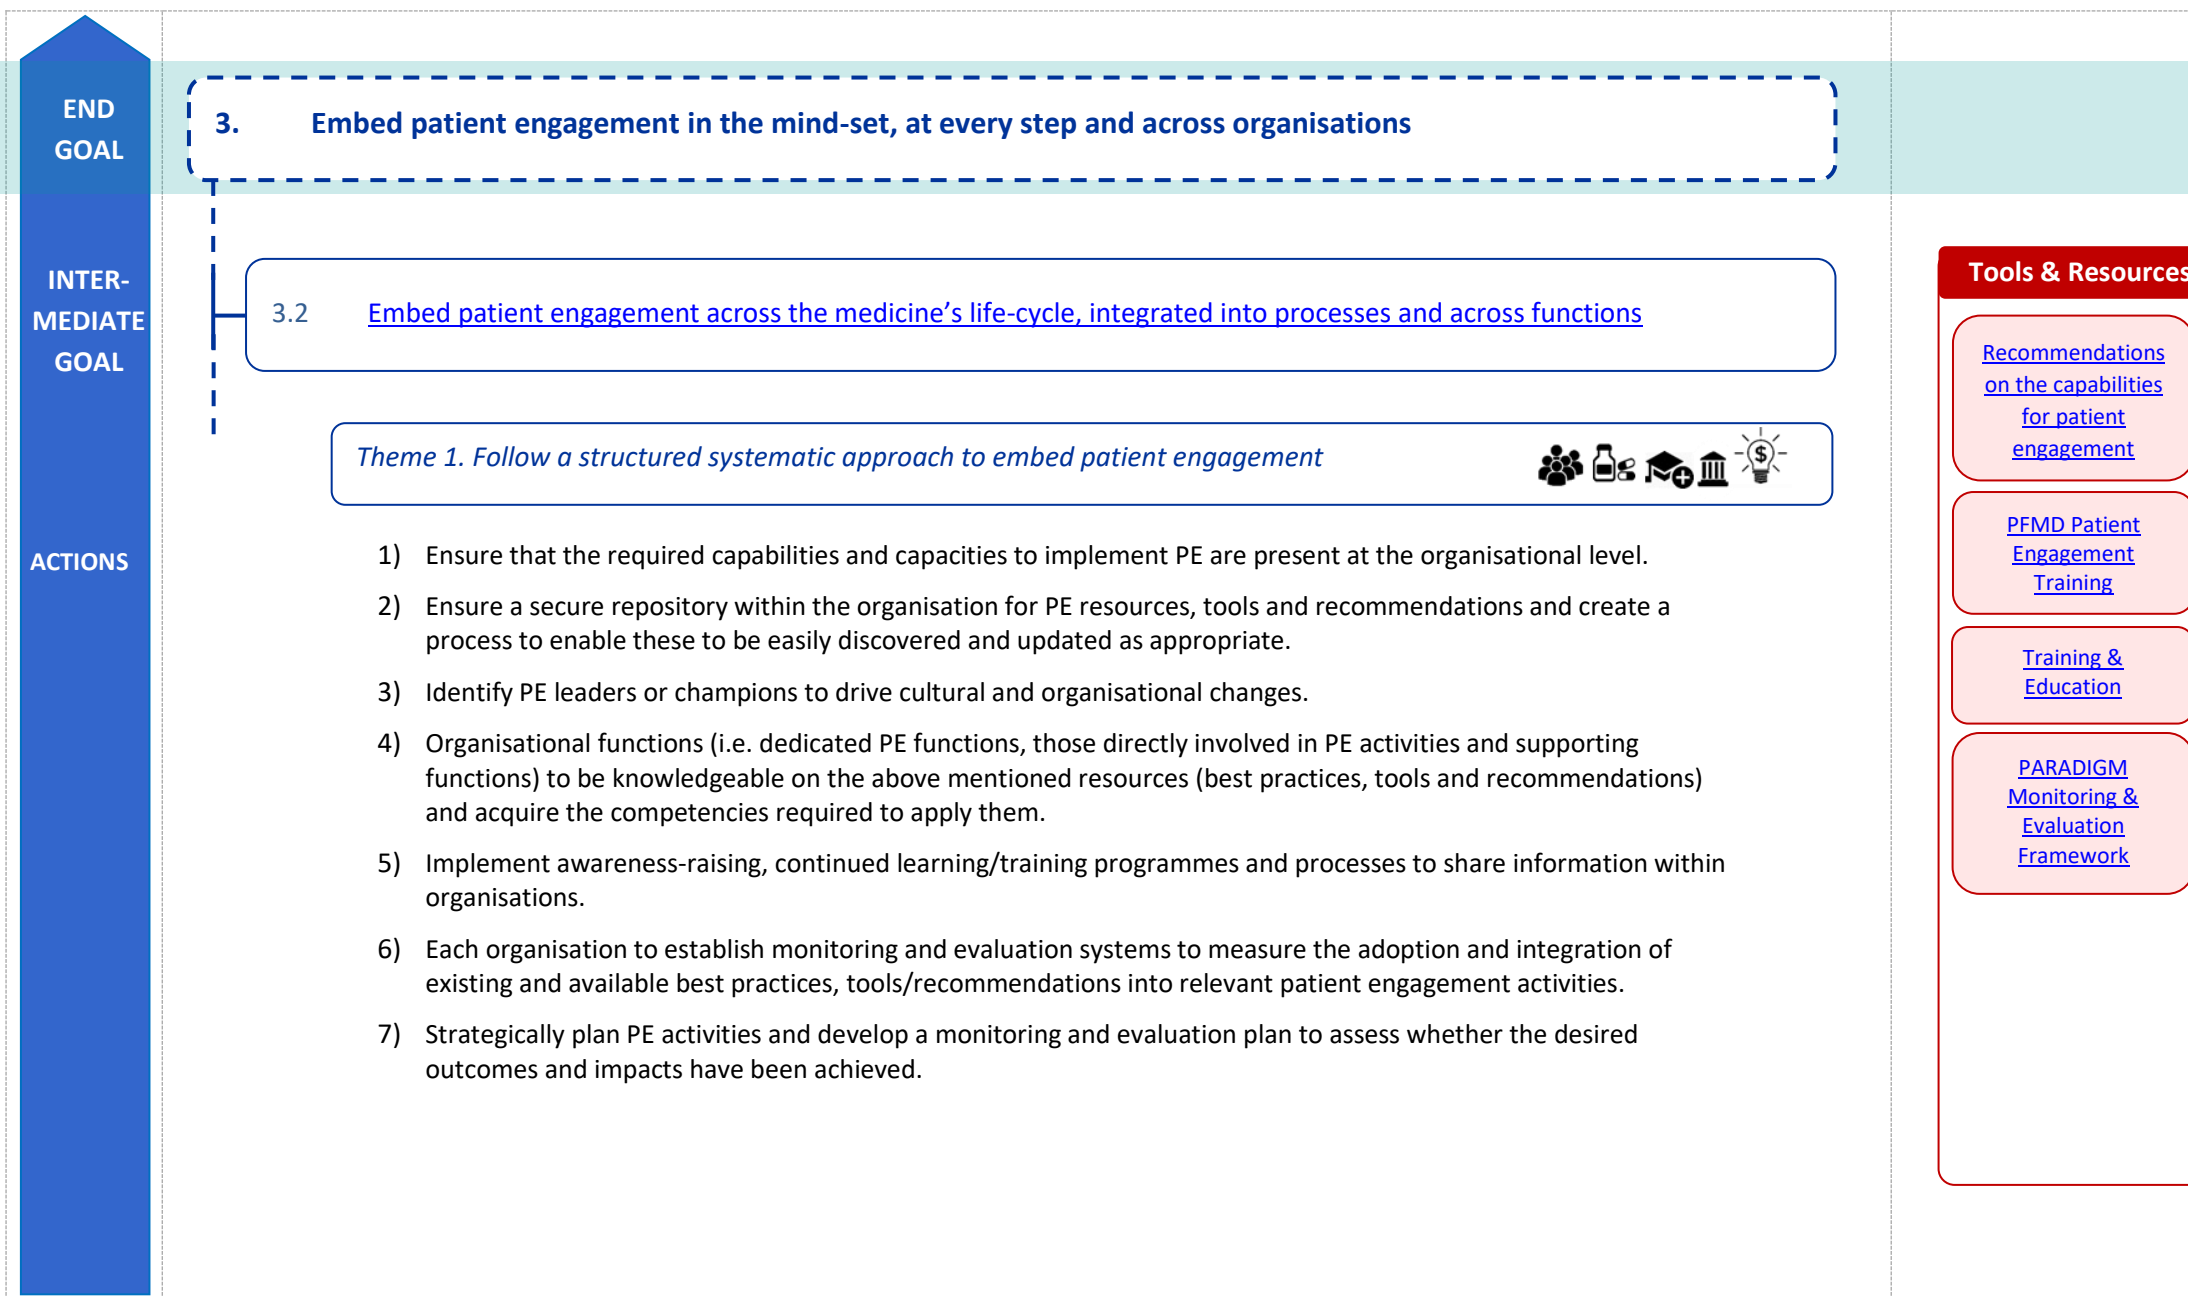 END
GOAL
3. Embed patient engagement in the mind-set, at every step and across organisations
INTER-
MEDIATE
GOAL
3.2 Embed patient engagement across the medicine’s life-cycle, integrated into processes and across functions
Theme 1. Follow a structured systematic approach to embed patient engagement
$
ACTIONS
1) Ensure that the required capabilities and capacities to implement PE are present at the organisational level.
2) Ensure a secure repository within the organisation for PE resources, tools and recommendations and create a
process to enable these to be easily discovered and updated as appropriate.
3) Identify PE leaders or champions to drive cultural and organisational changes.
4) Organisational functions (i.e. dedicated PE functions, those directly involved in PE activities and supporting
functions) to be knowledgeable on the above mentioned resources (best practices, tools and recommendations)
and acquire the competencies required to apply them.
5) Implement awareness-raising, continued learning/training programmes and processes to share information within
organisations.
6) Each organisation to establish monitoring and evaluation systems to measure the adoption and integration of
existing and available best practices, tools/recommendations into relevant patient engagement activities.
7) Strategically plan PE activities and develop a monitoring and evaluation plan to assess whether the desired
outcomes and impacts have been achieved.
Tools & Resources
Recommendations
on the capabilities
for patient
engagement
PFMD Patient
Engagement
Training
Training &
Education
PARADIGM
Monitoring &
Evaluation
Framework